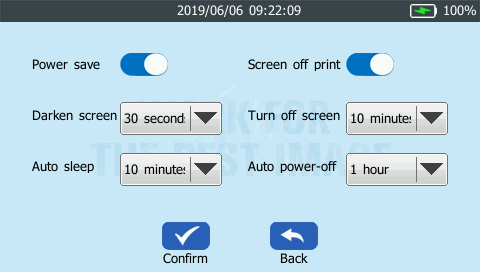 2019/06/06 09:22:09 100%
Power save Screen off print
Darken screen 30 second Turn off screen 10 minutes
Auto sleep 10 minutes Auto power-off 1 hour
Confirm Back